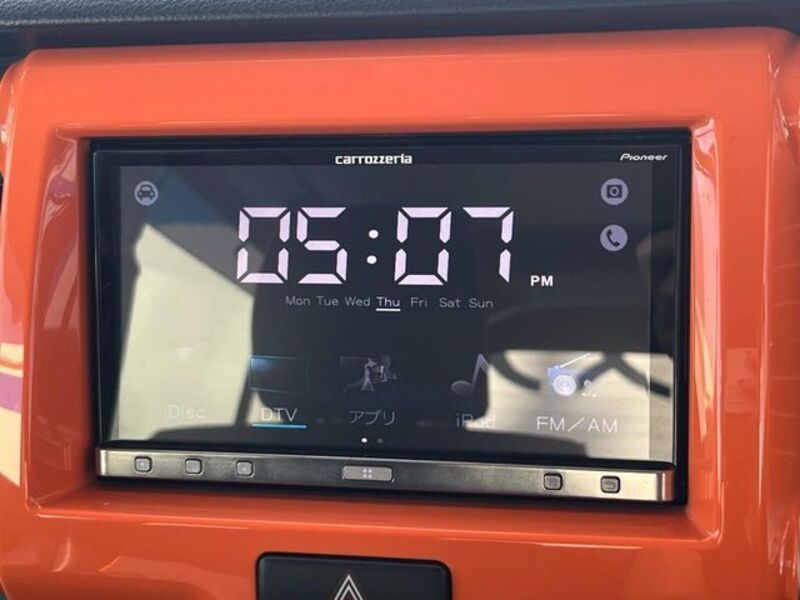 carrozzeria
Pioneer
05:07 PM
Mon Tue Wed Thu Fri Sat Sun
Disc DTV アプリ iPod FM／AM